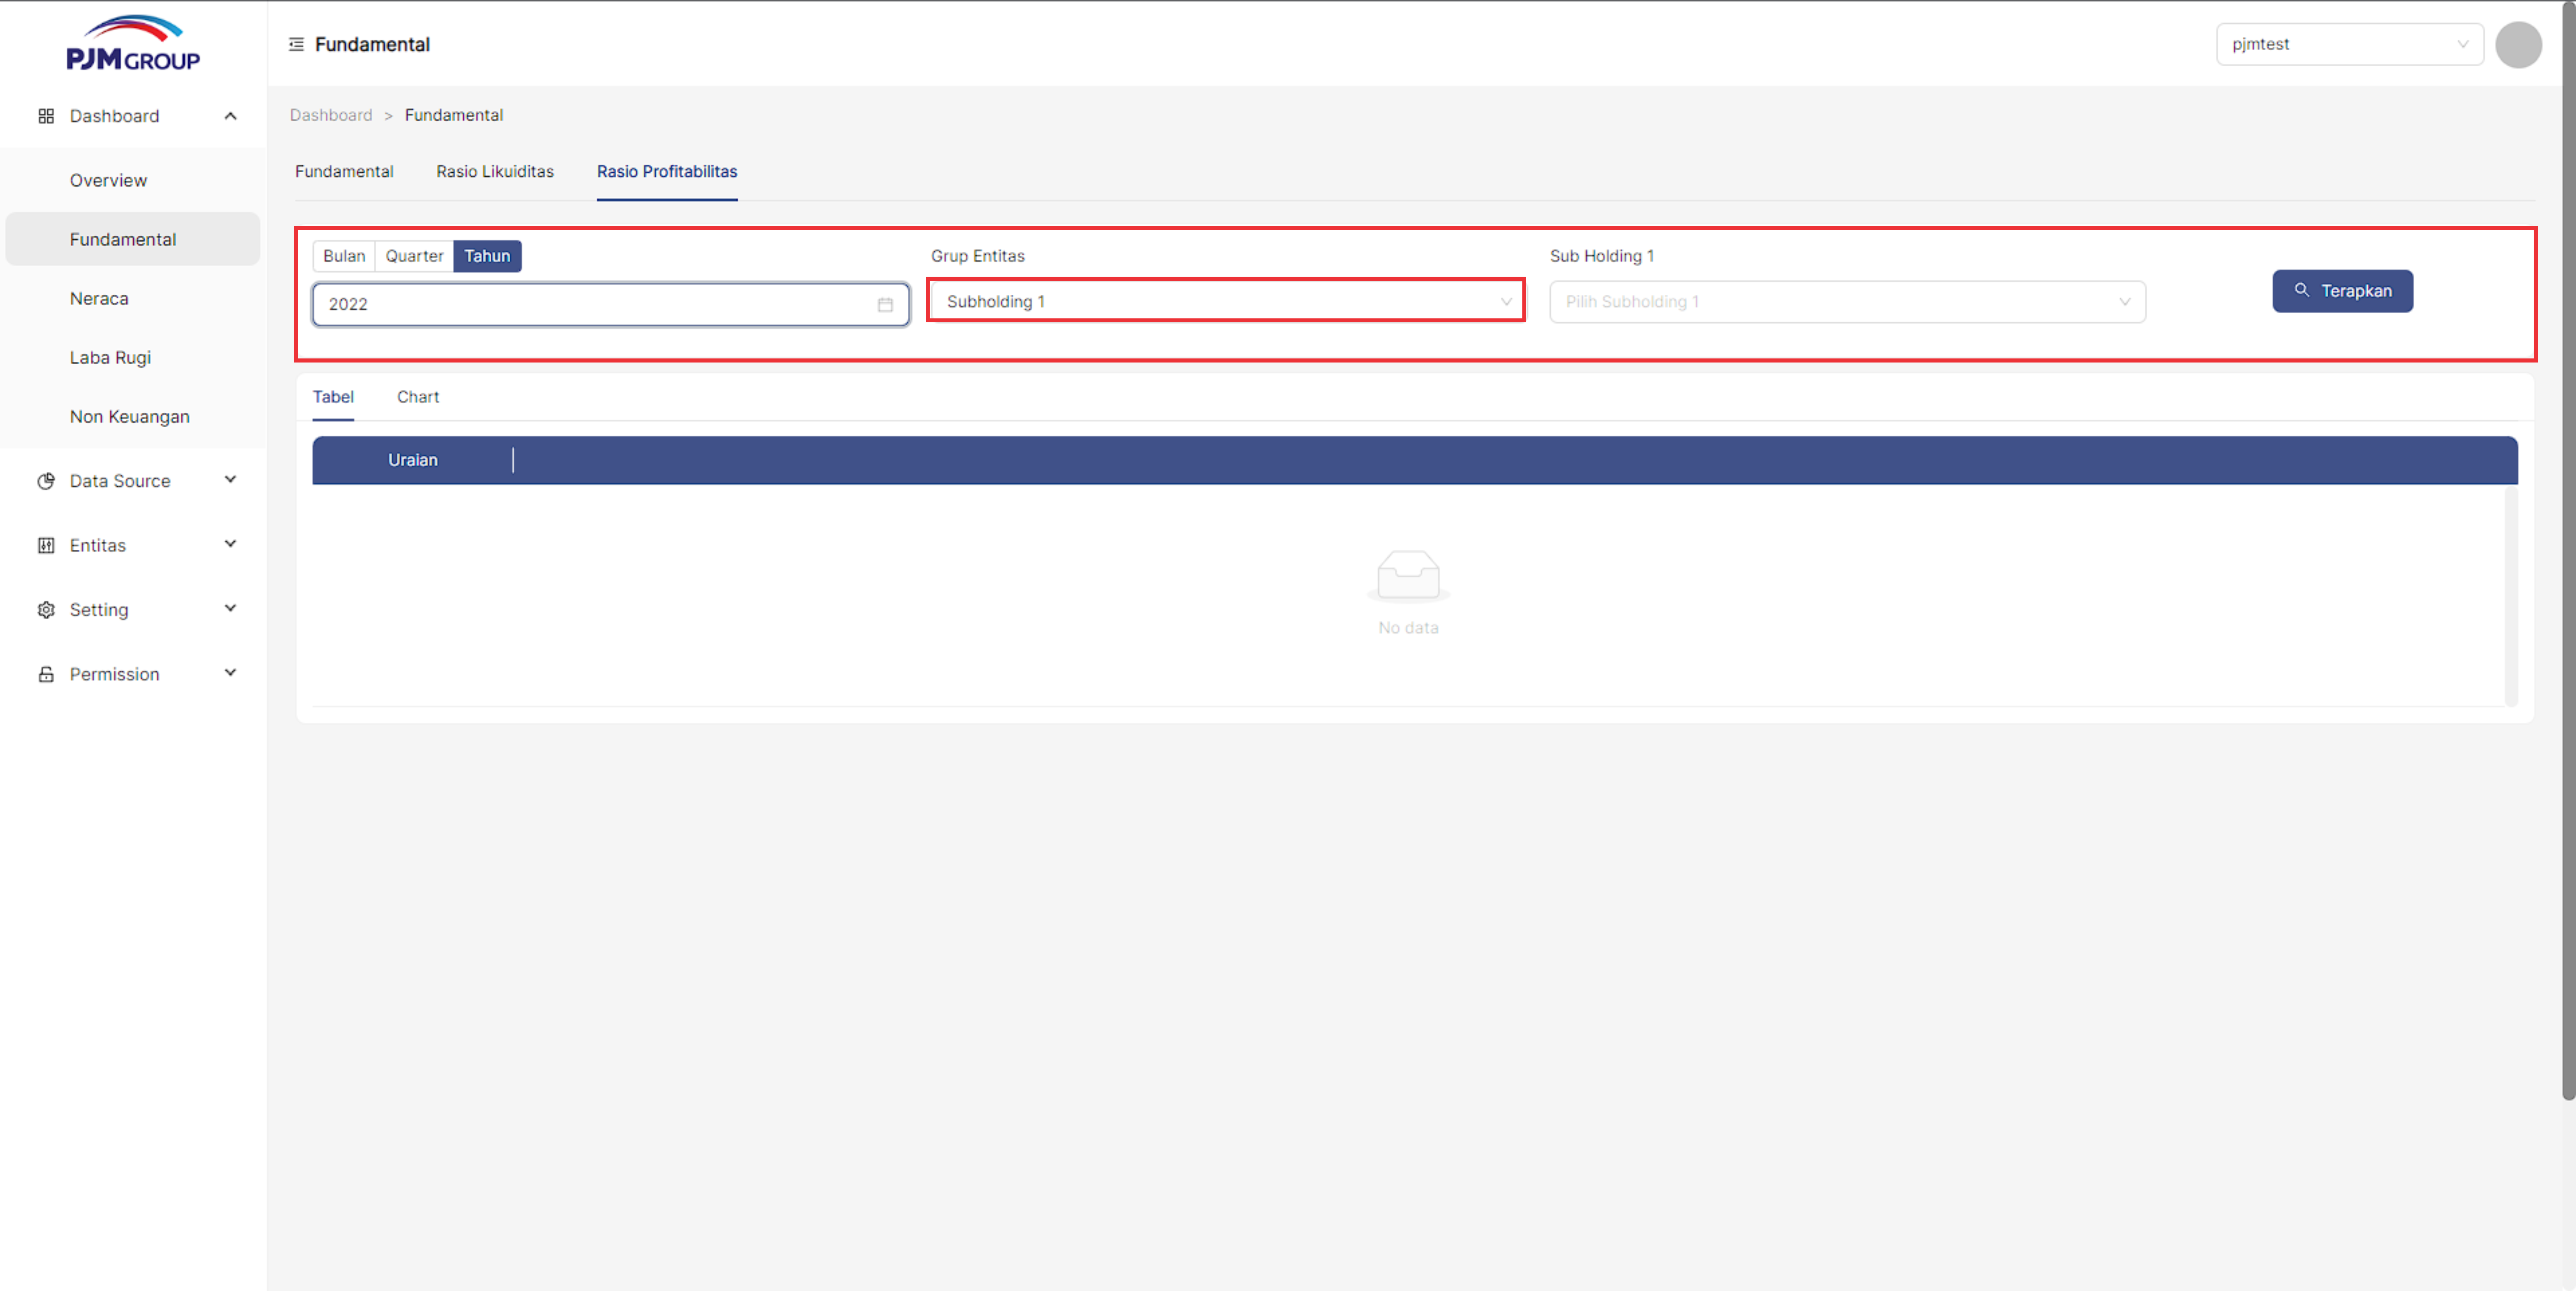 PJM GROUP
Fundamental
pjmtest
Dashboard
Dashboard > Fundamental
Overview
Fundamental
Neraca
Laba Rugi
Non Keuangan
Data Source
Entitas
Setting
Permission
Fundamental Rasio Likuiditas Rasio Profitabilitas
Bulan Quarter Tahun
2022
Grup Entitas
Subholding 1
Sub Holding 1
Pilih Subholding 1
Terapkan
Tabel Chart
Uraian
No data